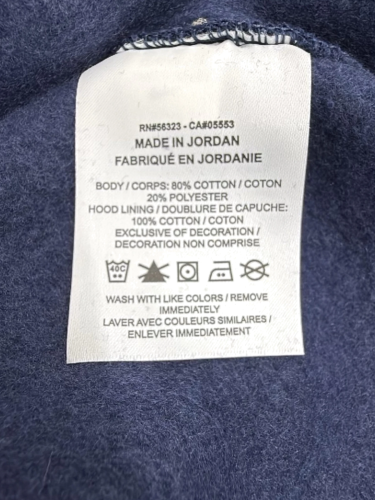 RN#56323 - CA#05553
MADE IN JORDAN
FABRIQUÉ EN JORDANIE
BODY / CORPS: 80% COTTON / COTON
20% POLYESTER
HOOD LINING / DOUBLURE DE CAPUCHE:
100% COTTON / COTON
EXCLUSIVE OF DECORATION /
DECORATION NON COMPRISE
40C
WASH WITH LIKE COLORS / REMOVE
IMMEDIATELY
LAVER AVEC COULEURS SIMILAIRES /
ENLEVER IMMEDIATEMENT